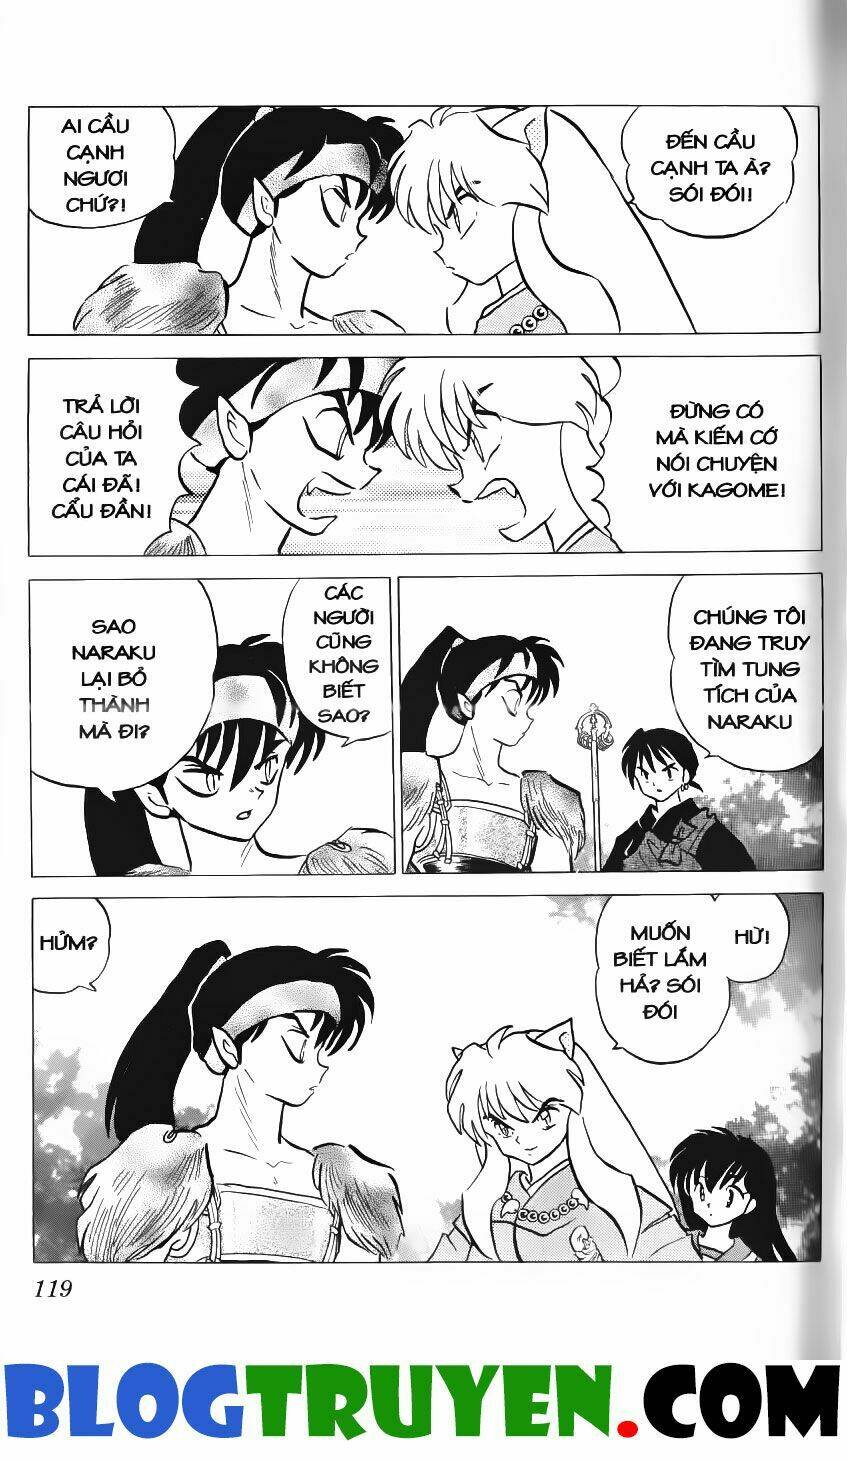 ĐẾN CẦU
CẠNH TA À?
SÓI ĐÓI!
AI CẦU
CẠNH
NGƯƠI
CHỨ?!
ĐỪNG CÓ
MÀ KIẾM CỚ
NÓI CHUYỆN
VỚI KAGOME!
TRẢ LỜI
CÂU HỎI
CỦA TA
CÁI ĐÃ!
CẨU ĐẦN!
CHÚNG TÔI
ĐANG TRUY
TÌM TUNG
TÍCH CỦA
NARAKU
CÁC
NGƯỜI
CŨNG
KHÔNG
BIẾT
SAO?
SAO
NARAKU
LẠI BỎ
THÀNH
MÀ ĐI?
HỪ!
MUỐN
BIẾT LẮM
HẢ? SÓI
ĐÓI
HỬM?
119
BLOGTRUYEN.COM